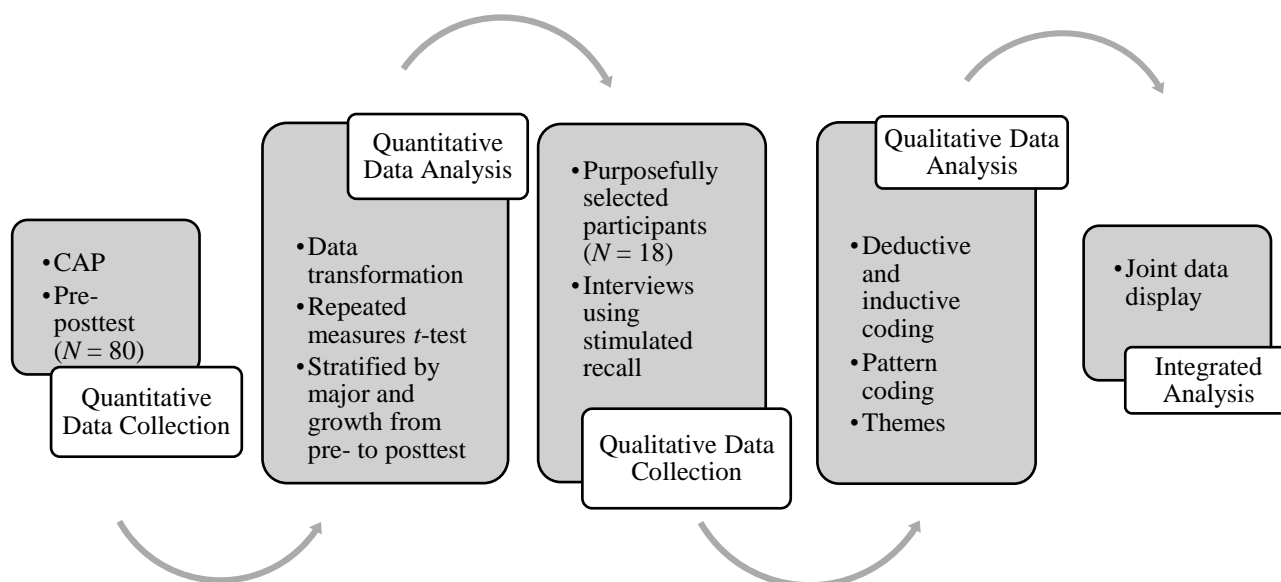 • CAP
• Pre-
posttest
(N = 80)
Quantitative
Data Collection
Quantitative
Data Analysis
• Data
transformation
• Repeated
measures t-test
• Stratified by
major and
growth from
pre- to posttest
• Purposefully
selected
participants
(N = 18)
• Interviews
using
stimulated
recall
Qualitative Data
Collection
Qualitative Data
Analysis
• Deductive
and
inductive
coding
• Pattern
coding
• Themes
• Joint data
display
Integrated
Analysis